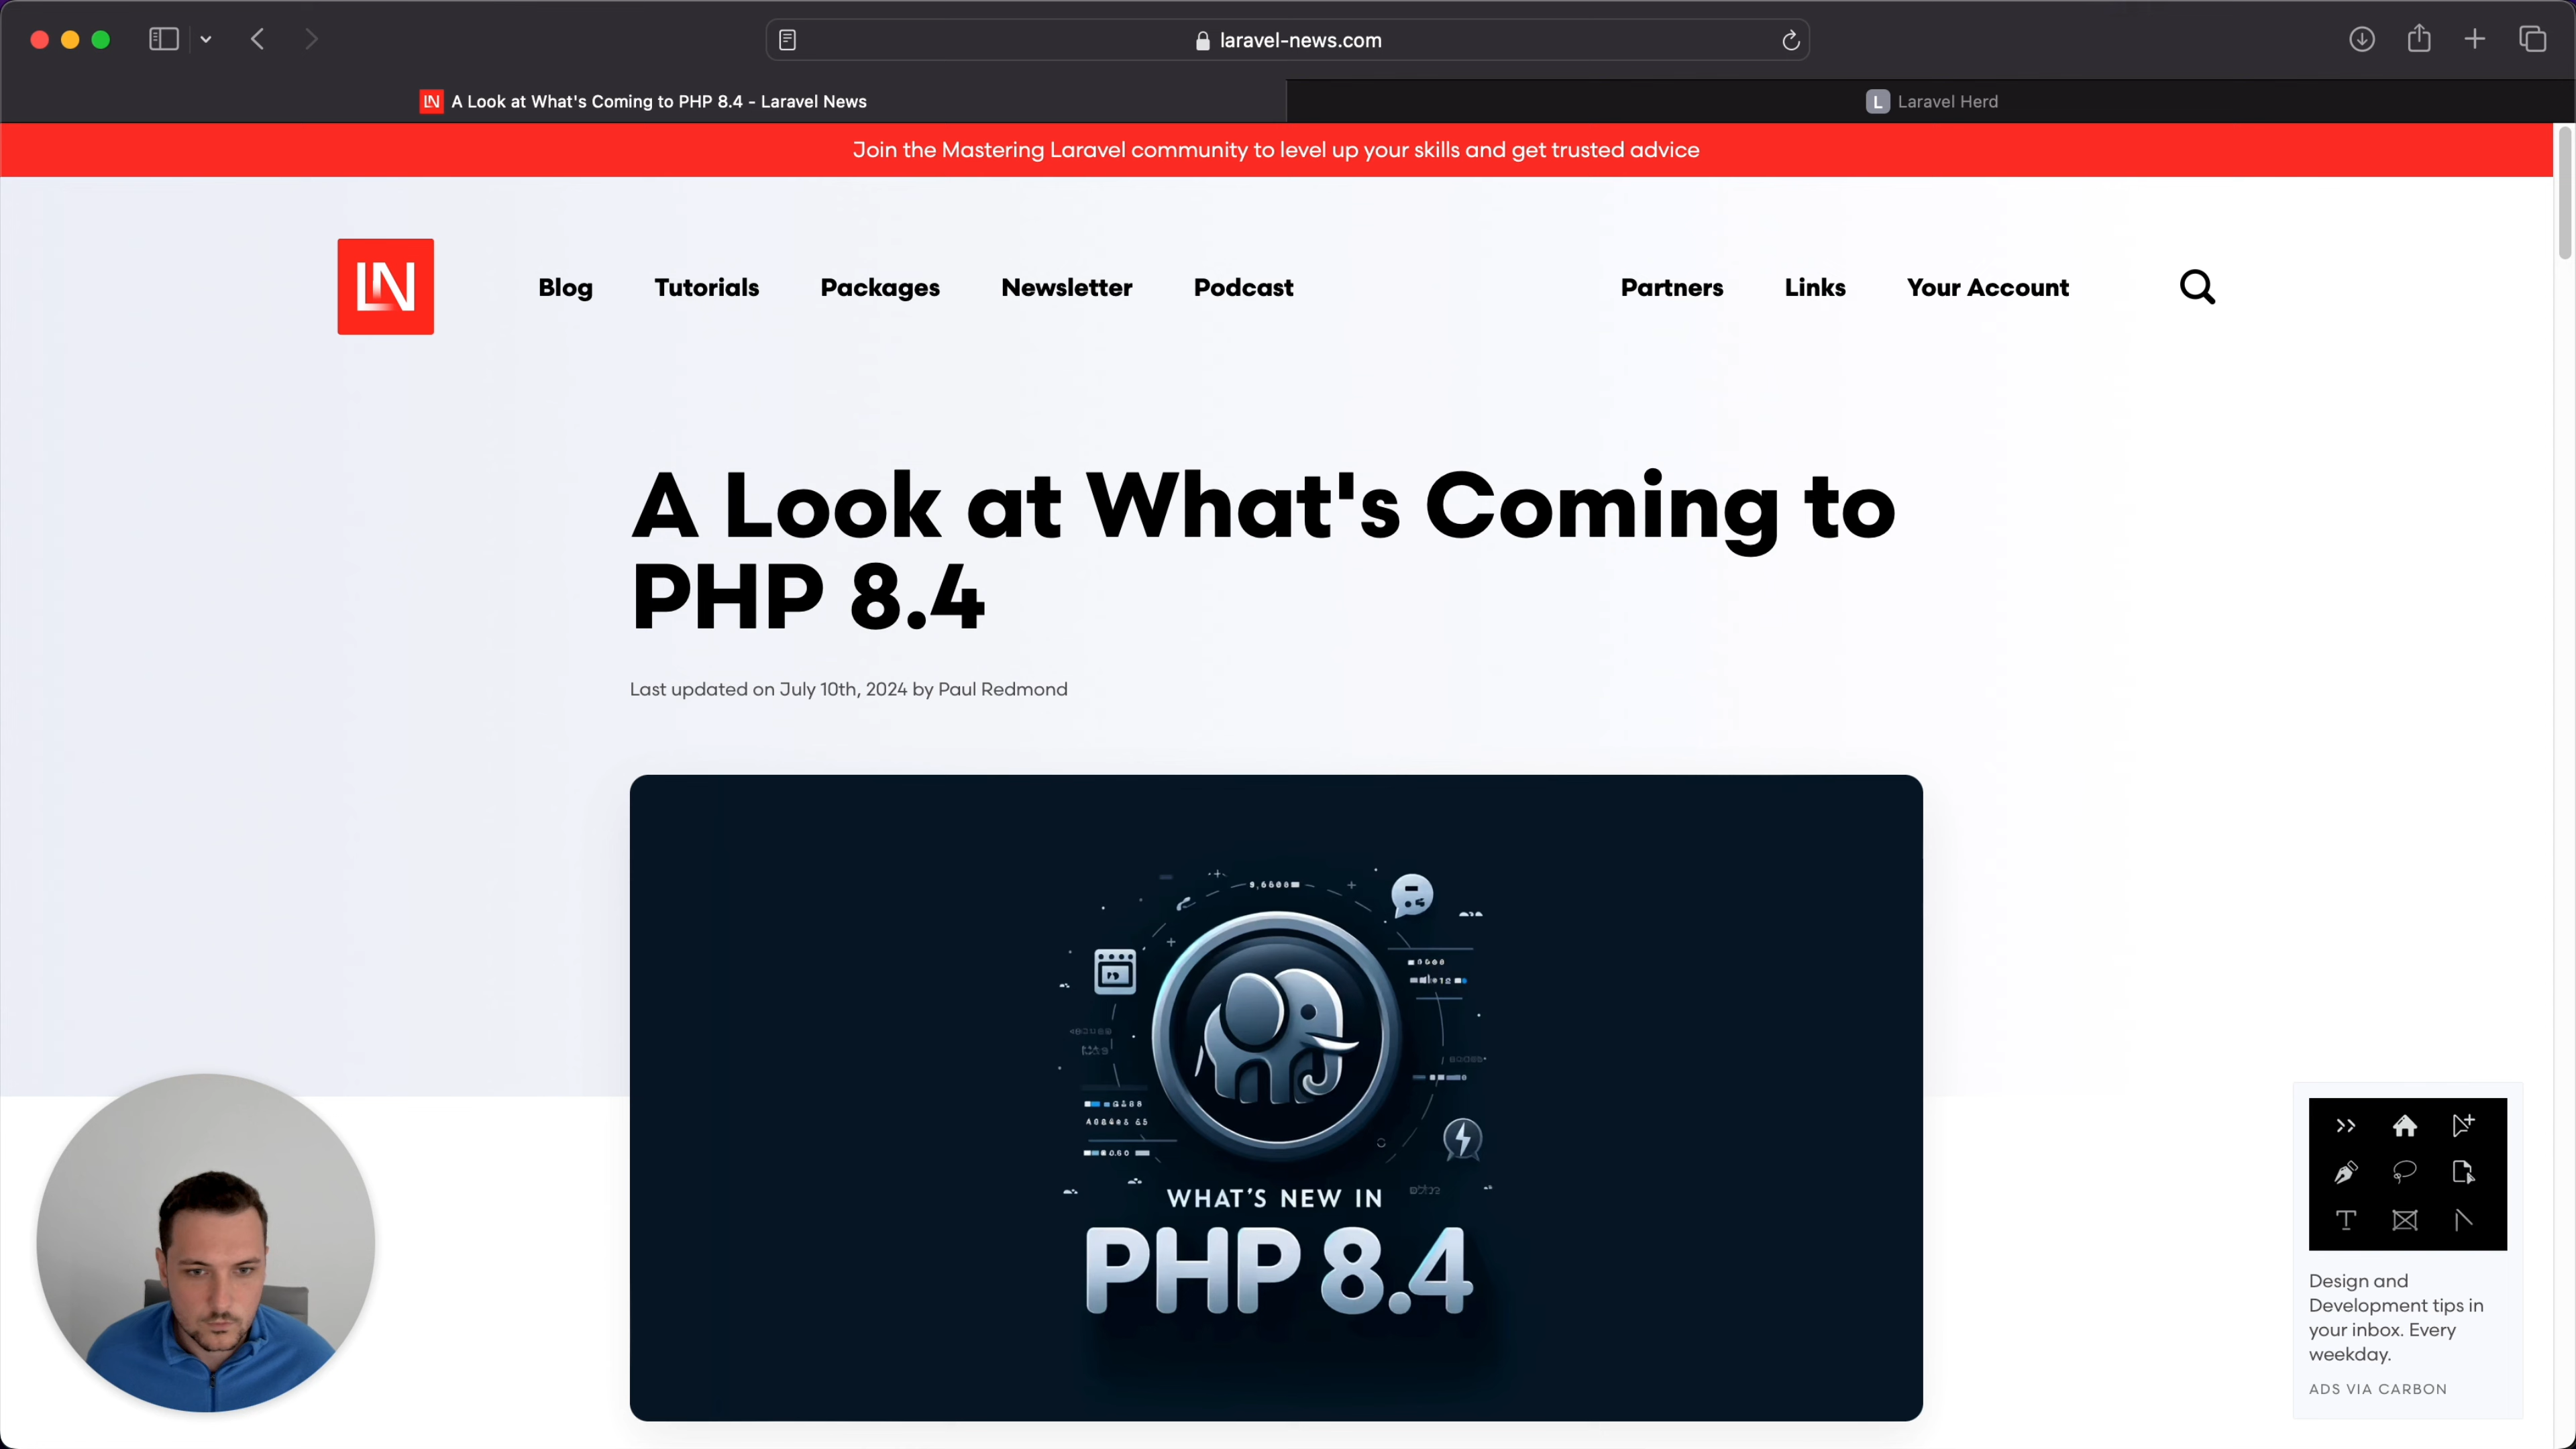 laravel-news.com
LN A Look at What's Coming to PHP 8.4 - Laravel News
L Laravel Herd
Join the Mastering Laravel community to level up your skills and get trusted advice
LN
Blog Tutorials Packages Newsletter Podcast Partners Links Your Account
A Look at What's Coming to
PHP 8.4
Last updated on July 10th, 2024 by Paul Redmond
WHAT'S NEW IN
PHP 8.4
Design and
Development tips in
your inbox. Every
weekday.
ADS VIA CARBON